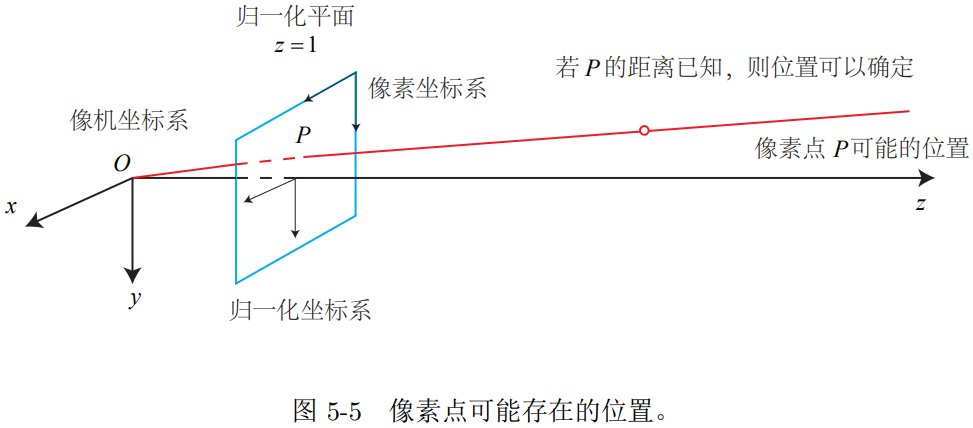 归一化平面
z=1
若 P 的距离已知，则位置可以确定
像素坐标系
像机坐标系
P
O
像素点 P 可能的位置
x
z
y
归一化坐标系
图 5-5 像素点可能存在的位置。